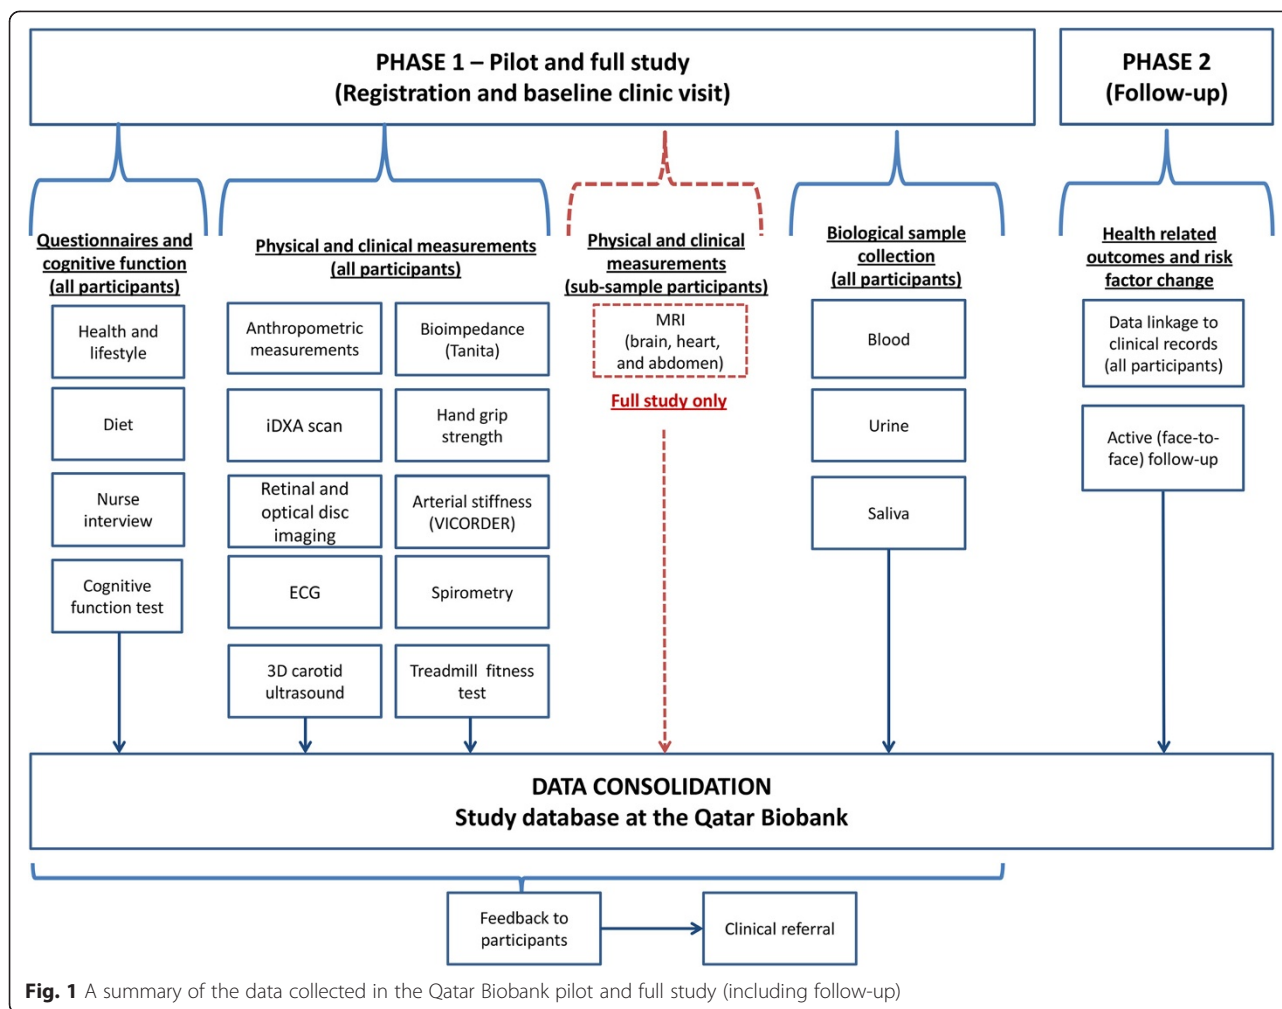 PHASE 1 – Pilot and full study
(Registration and baseline clinic visit)
PHASE 2
(Follow-up)
Questionnaires and
cognitive function
(all participants)
Health and
lifestyle
Diet
Nurse
interview
Cognitive
function test
Physical and clinical measurements
(all participants)
Anthropometric
measurements
iDXA scan
Retinal and
optical disc
imaging
ECG
3D carotid
ultrasound
Bioimpedance
(Tanita)
Hand grip
strength
Arterial stiffness
(VICORDER)
Spirometry
Treadmill fitness
test
Physical and clinical
measurements
(sub-sample participants)
MRI
(brain, heart,
and abdomen)
Full study only
Biological sample
collection
(all participants)
Blood
Urine
Saliva
Health related
outcomes and risk
factor change
Data linkage to
clinical records
(all participants)
Active (face-to-
face) follow-up
DATA CONSOLIDATION
Study database at the Qatar Biobank
Feedback to
participants
Clinical referral
Fig. 1 A summary of the data collected in the Qatar Biobank pilot and full study (including follow-up)